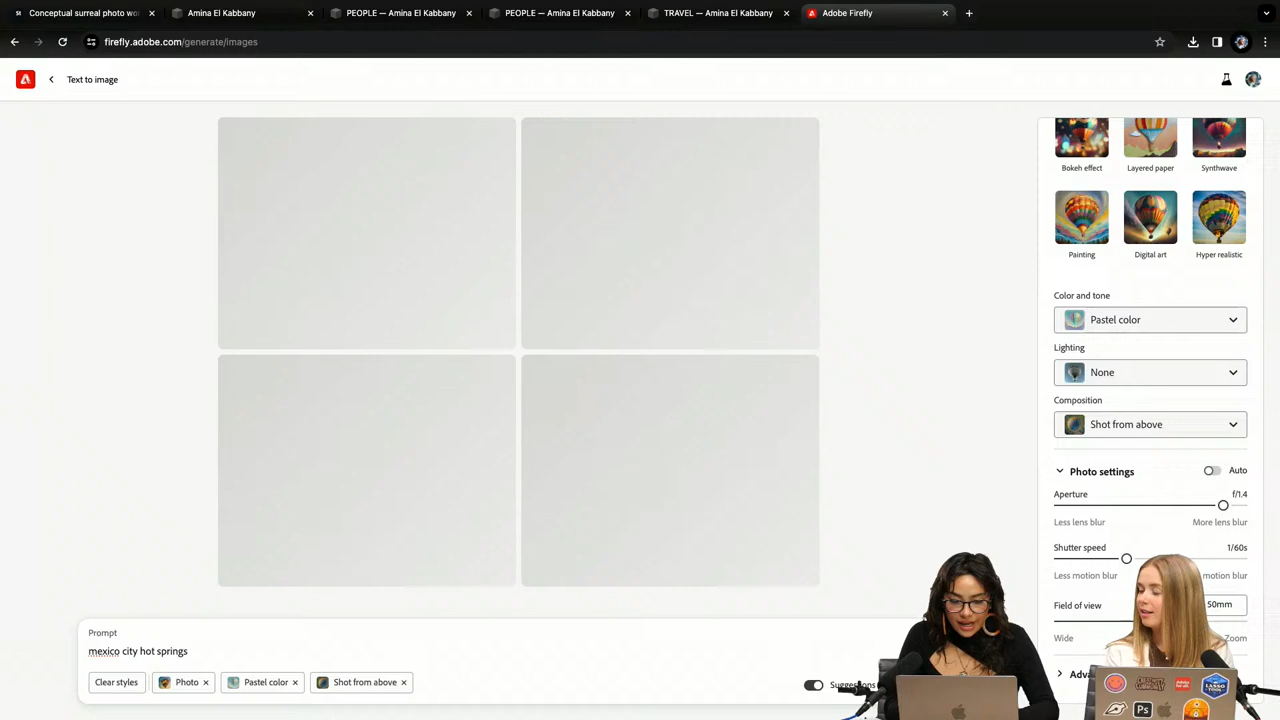 Conceptual surreal photo wo
Amina El Kabbany
PEOPLE — Amina El Kabbany
PEOPLE — Amina El Kabbany
TRAVEL — Amina El Kabbany
Adobe Firefly
firefly.adobe.com/generate/images
Text to image
Bokeh effect
Layered paper
Synthwave
Painting
Digital art
Hyper realistic
Color and tone
Pastel color
Lighting
None
Composition
Shot from above
Photo settings
Auto
Aperture
f/1.4
Less lens blur
More lens blur
Shutter speed
1/60s
Less motion blur
motion blur
Field of view
50mm
Wide
Zoom
Prompt
mexico city hot springs
Clear styles
Photo
Pastel color
Shot from above
Ps
LASSO
TOOL